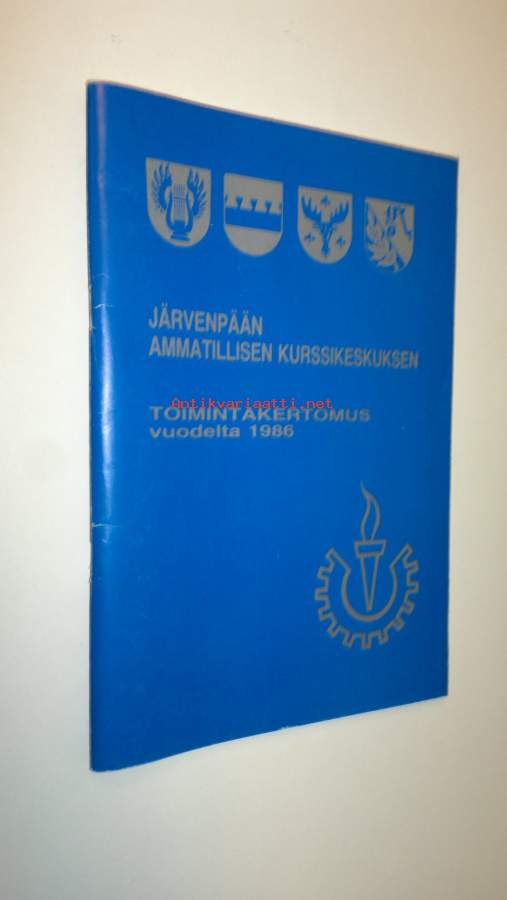 JÄRVENPÄÄN
AMMATILLISEN KURSSIKESKUKSEN
Antikvariaatti.net
TOIMINTAKERTOMUS
vuodelta 1986